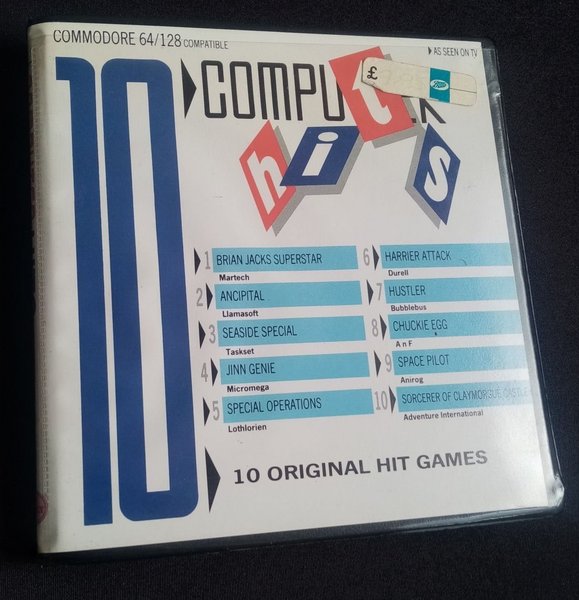 COMMODORE 64/128 COMPATIBLE
▶AS SEEN ON TV
10
COMPUTER
hits
£
Boots
1 BRIAN JACKS SUPERSTAR
Martech
2 ANCIPITAL
Llamasoft
3 SEASIDE SPECIAL
Taskset
4 JINN GENIE
Micromega
5 SPECIAL OPERATIONS
Lothlorien
6 HARRIER ATTACK
Durell
7 HUSTLER
Bubblebus
8 CHUCKIE EGG
A n F
9 SPACE PILOT
Anirog
10 SORCERER OF CLAYMORGUE CASTLE
Adventure International
10 ORIGINAL HIT GAMES